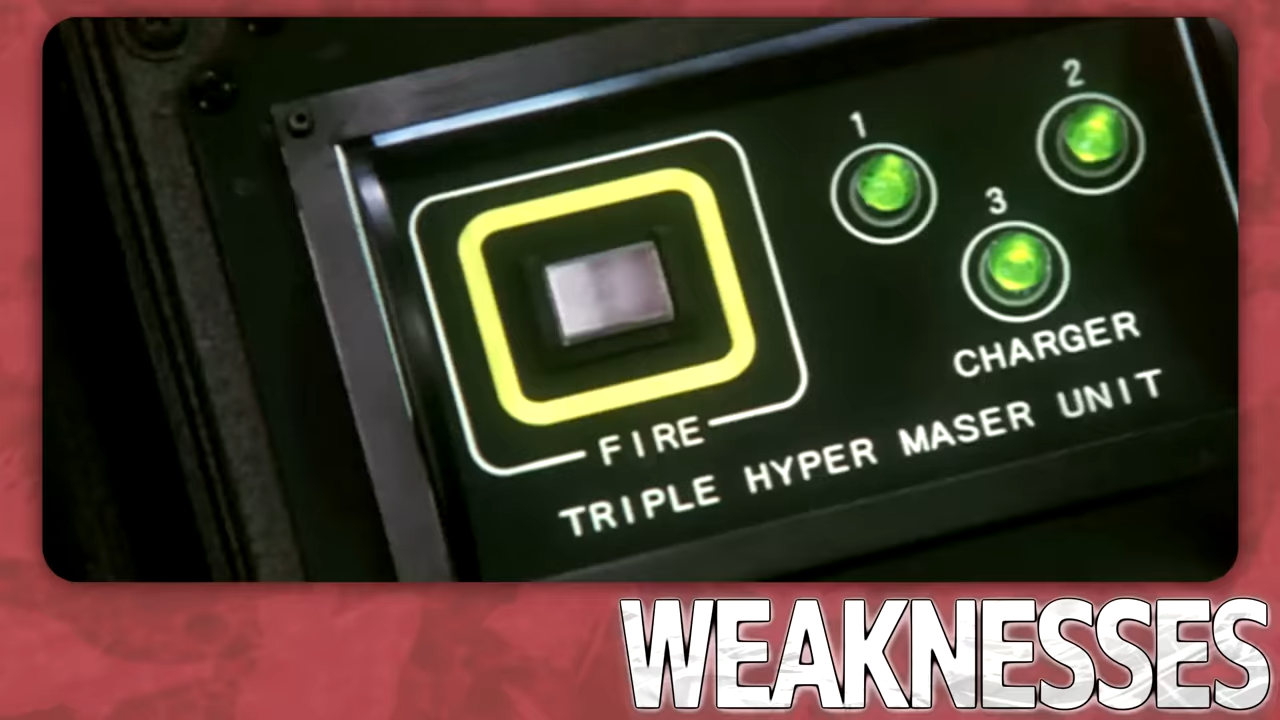 1
2
3
CHARGER
FIRE
TRIPLE HYPER MASER UNIT
WEAKNESSES